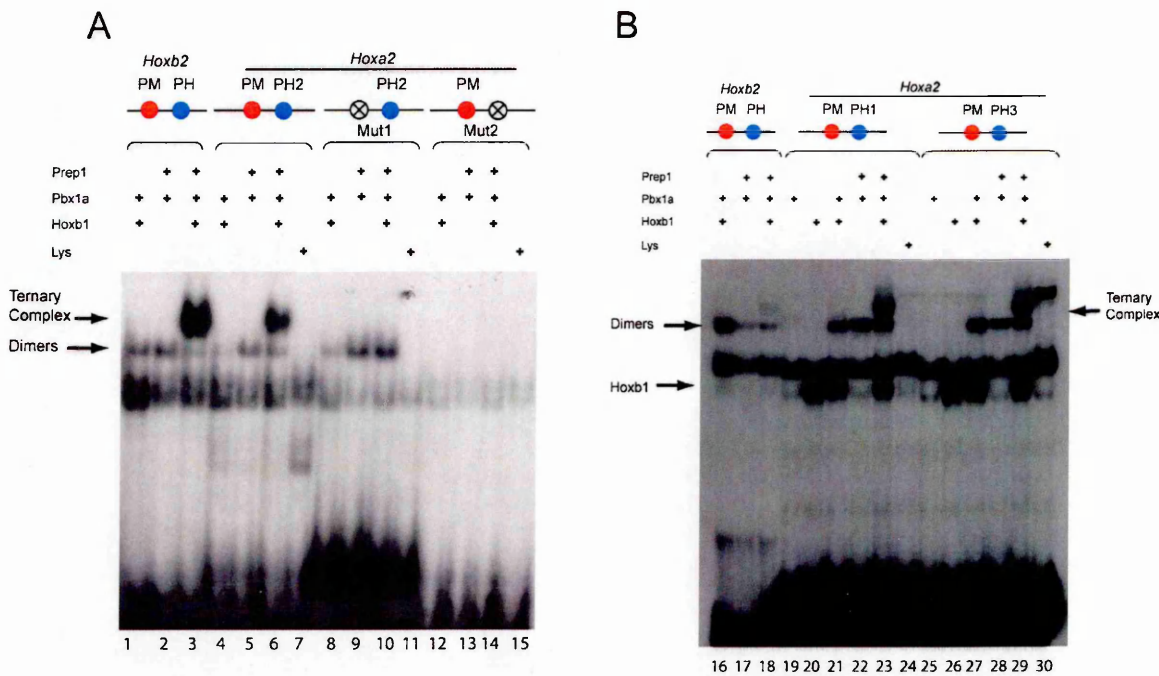 A
Hoxb2 Hoxa2
PM PH PM PH2 PH2 PM
Mut1 Mut2
Prep1 + + + + + + + +
Pbx1a + + + + + + + + + + + +
Hoxb1 + + + + + + + +
Lys + + +
Ternary
Complex
Dimers
1 2 3 4 5 6 7 8 9 10 11 12 13 14 15
B
Hoxb2 Hoxa2
PM PH PM PH1 PM PH3
Prep1 + + + + + +
Pbx1a + + + + + + + + + + +
Hoxb1 + + + + + + + +
Lys + +
Dimers
Ternary
Complex
Hoxb1
16 17 18 19 20 21 22 23 24 25 26 27 28 29 30